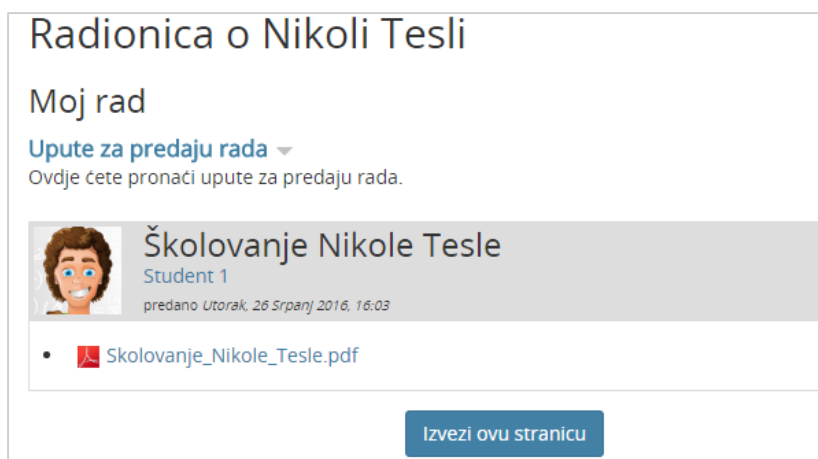 Radionica o Nikoli Tesli
Moj rad
Upute za predaju rada
Ovdje ćete pronaći upute za predaju rada.
Školovanje Nikole Tesle
Student 1
predano Utorak, 26 Srpanj 2016, 16:03
Skolovanje_Nikole_Tesle.pdf
Izvezi ovu stranicu